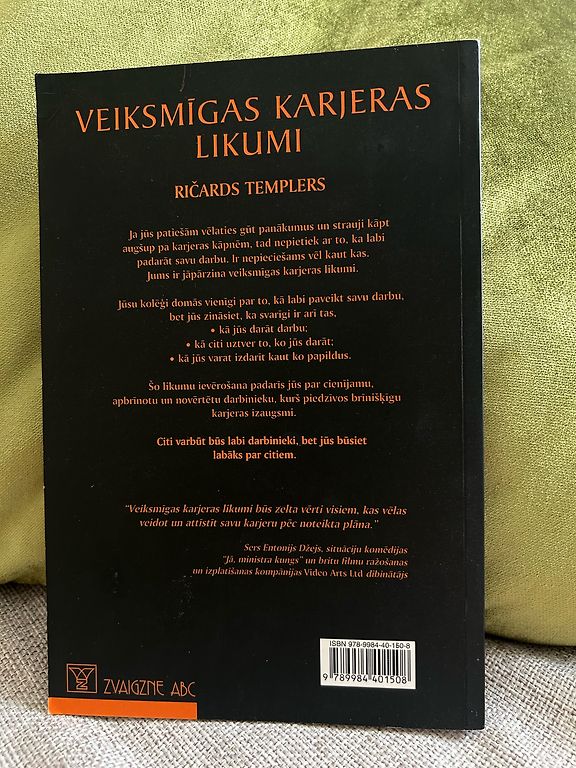 VEIKSMĪGAS KARJERAS
LIKUMI
RIČARDS TEMPLERS
Ja jūs patiešām vēlaties gūt panākumus un strauji kāpt
augšup pa karjeras kāpnēm, tad nepietiek ar to, ka labi
padarāt savu darbu. Ir nepieciešams vēl kaut kas.
Jums ir jāpārzina veiksmīgas karjeras likumi.
Jūsu kolēģi domās vienīgi par to, kā labi paveikt savu darbu,
bet jūs zināsiet, ka svarīgi ir arī tas,
• kā jūs darāt darbu;
• kā citi uztver to, ko jūs darāt;
• kā jūs varat izdarīt kaut ko papildus.
Šo likumu ievērošana padarīs jūs par cienījamu,
apbrīnotu un novērtētu darbinieku, kurš piedzīvos brīnišķīgu
karjeras izaugsmi.
Citi varbūt būs labi darbinieki, bet jūs būsiet
labāks par citiem.
"Veiksmīgas karjeras likumi būs zelta vērti visiem, kas vēlas
veidot un attīstīt savu karjeru pēc noteikta plāna."
Sers Entonijs Džejs, situāciju komēdijas
"Jā, ministra kungs" un britu filmu ražošanas
un izplatīšanas kompānijas Video Arts Ltd dibinātājs
ISBN 978-9984-40-150-8
9 789984 401508
ZVAIGZNE ABC